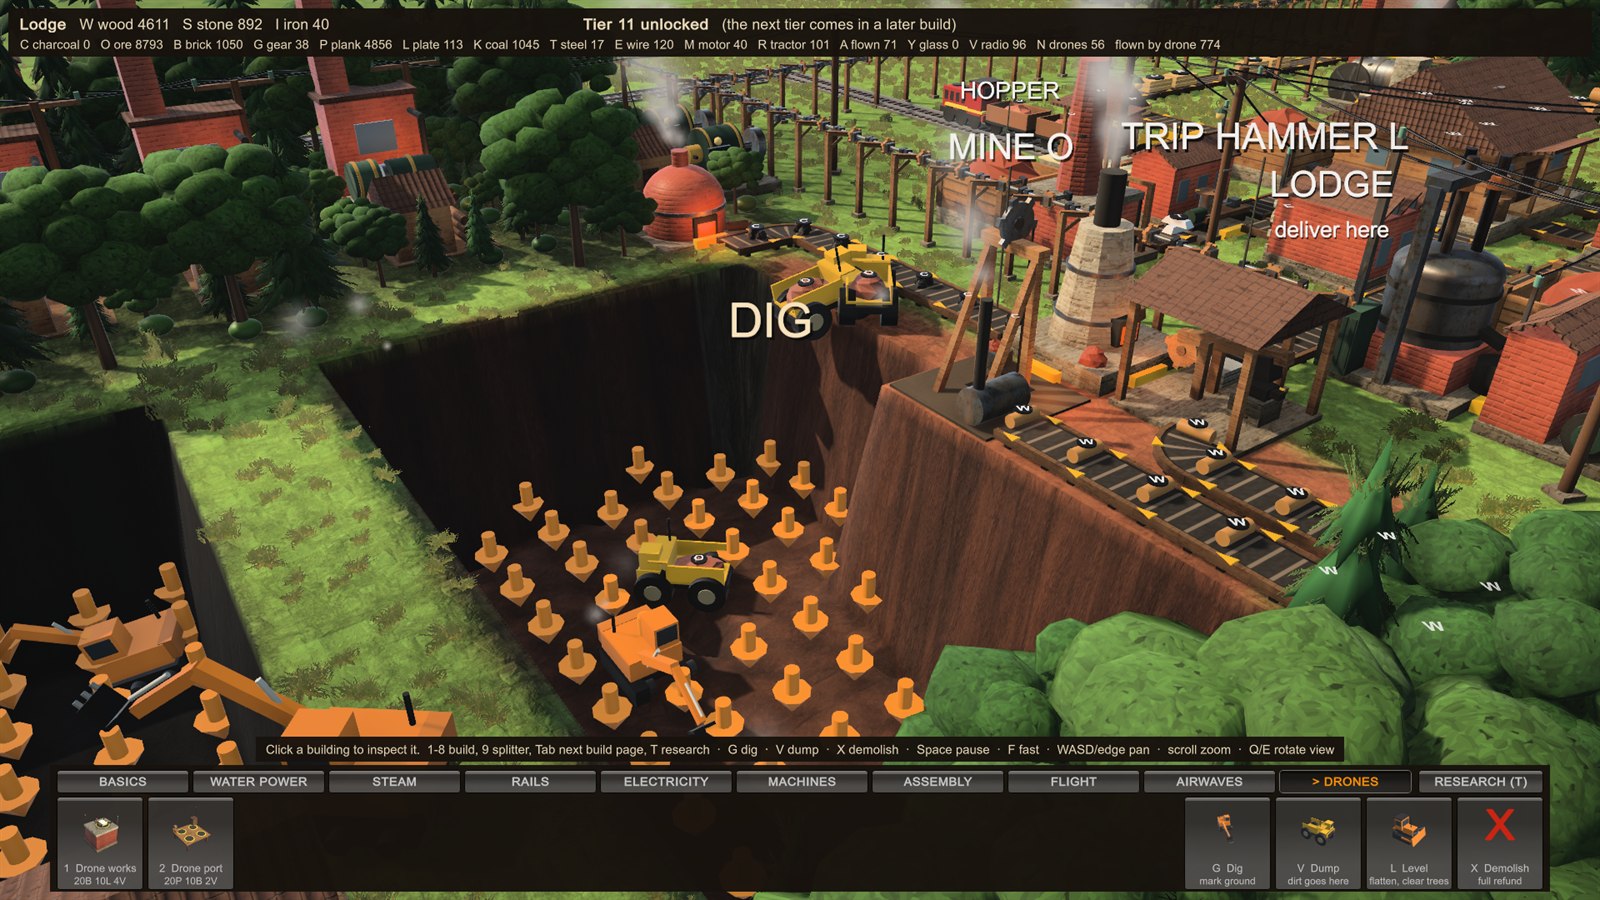 Lodge W wood 4611 S stone 892 I iron 40
Tier 11 unlocked (the next tier comes in a later build)
C charcoal 0 O ore 8793 B brick 1050 G gear 38 P plank 4856 L plate 113 K coal 1045 T steel 17 E wire 120 M motor 40 R tractor 101 A flown 71 Y glass 0 V radio 96 N drones 56 flown by drone 774
HOPPER
MINE O
TRIP HAMMER L
LODGE
deliver here
DIG
O
O
O
W
W
W
W
W
W
W
W
W
W
W
Click a building to inspect it. 1-8 build, 9 splitter, Tab next build page, T research · G dig · V dump · X demolish · Space pause · F fast · WASD/edge pan · scroll zoom · Q/E rotate view
BASICS
WATER POWER
STEAM
RAILS
ELECTRICITY
MACHINES
ASSEMBLY
FLIGHT
AIRWAVES
> DRONES
RESEARCH (T)
1 Drone works
20B 10L 4V
2 Drone port
20P 10B 2V
G Dig
mark ground
V Dump
dirt goes here
L Level
flatten, clear trees
X Demolish
full refund